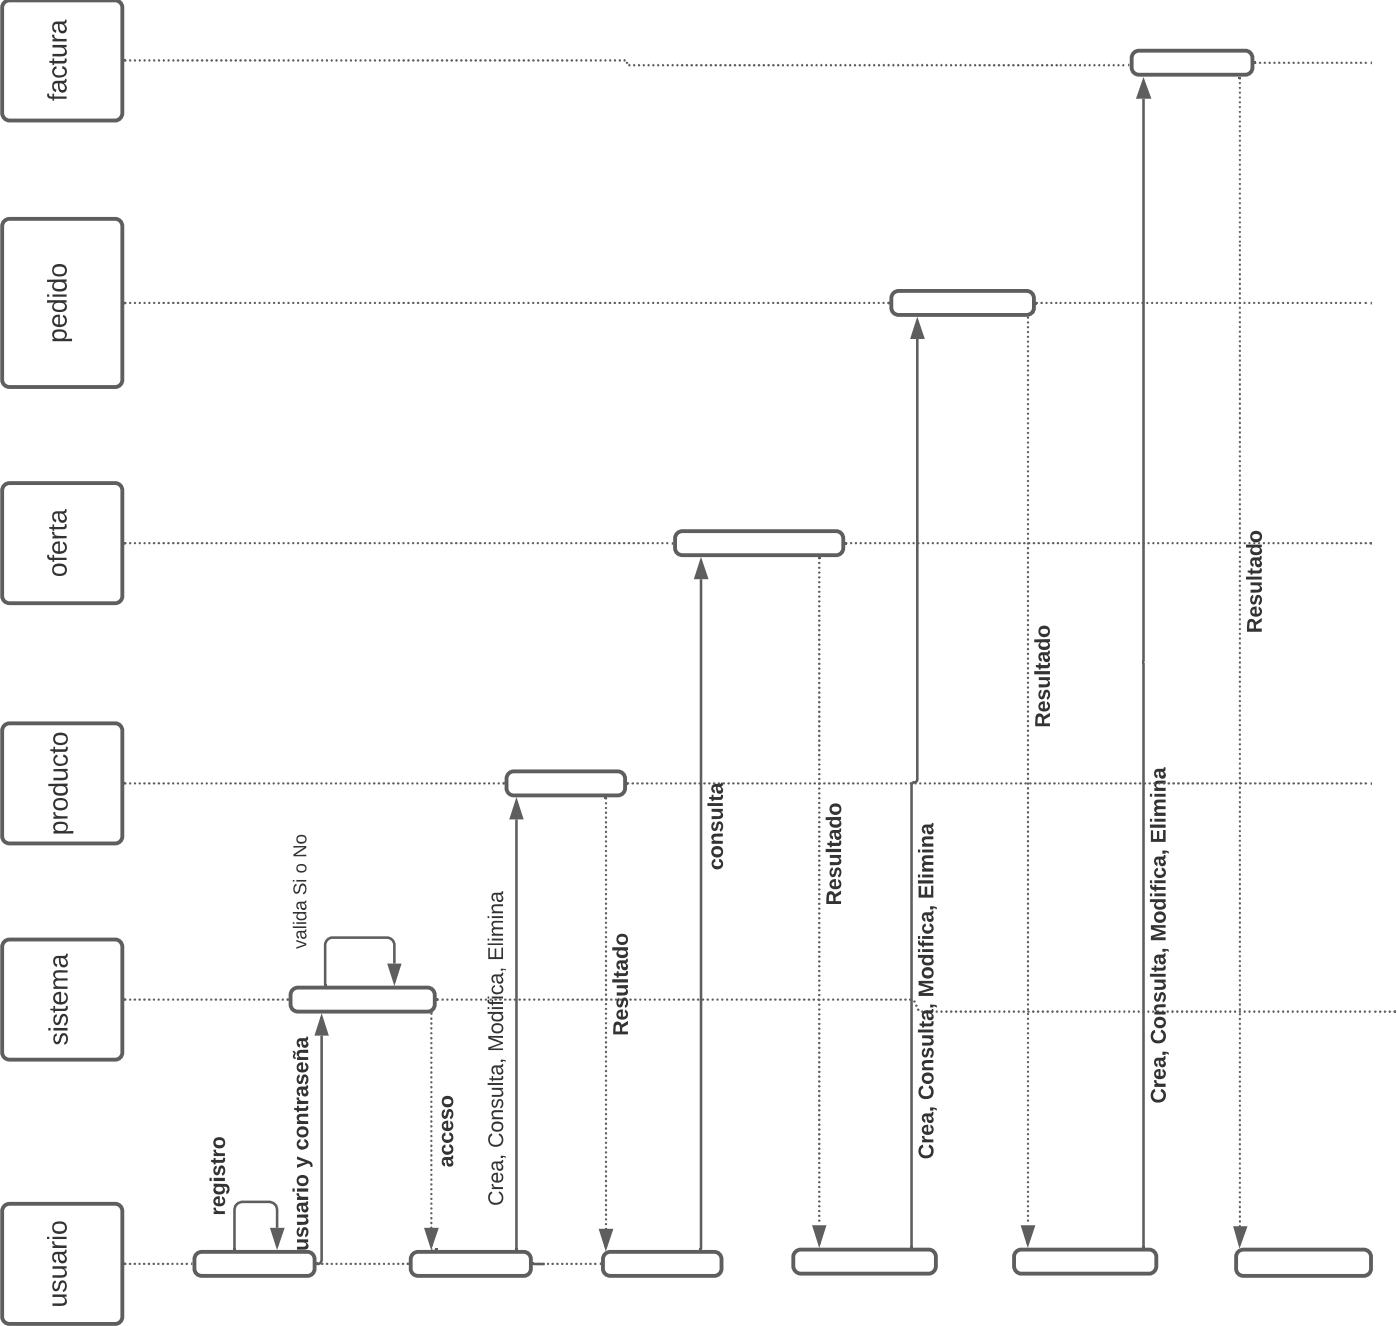 usuario
sistema
producto
oferta
pedido
factura
registro
usuario y contraseña
valida Si o No
acceso
Crea, Consulta, Modifica, Elimina
Resultado
consulta
Resultado
Crea, Consulta, Modifica, Elimina
Resultado
Crea, Consulta, Modifica, Elimina
Resultado